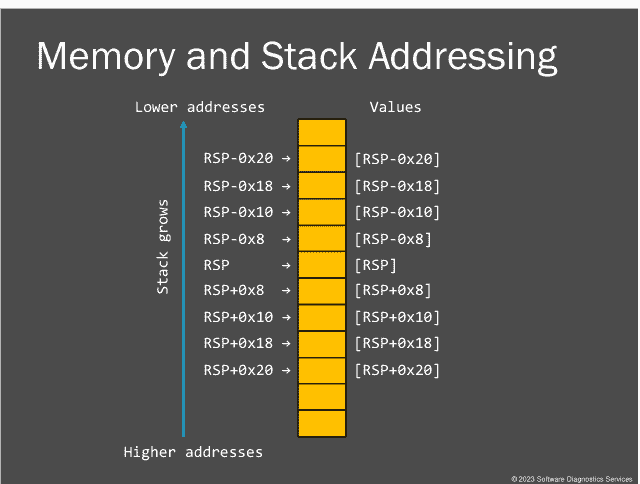 Memory and Stack Addressing
Lower addresses Values
RSP-0x20 → [RSP-0x20]
RSP-0x18 → [RSP-0x18]
RSP-0x10 → [RSP-0x10]
RSP-0x8 → [RSP-0x8]
RSP → [RSP]
RSP+0x8 → [RSP+0x8]
RSP+0x10 → [RSP+0x10]
RSP+0x18 → [RSP+0x18]
RSP+0x20 → [RSP+0x20]
Stack grows
Higher addresses
© 2023 Software Diagnostics Services